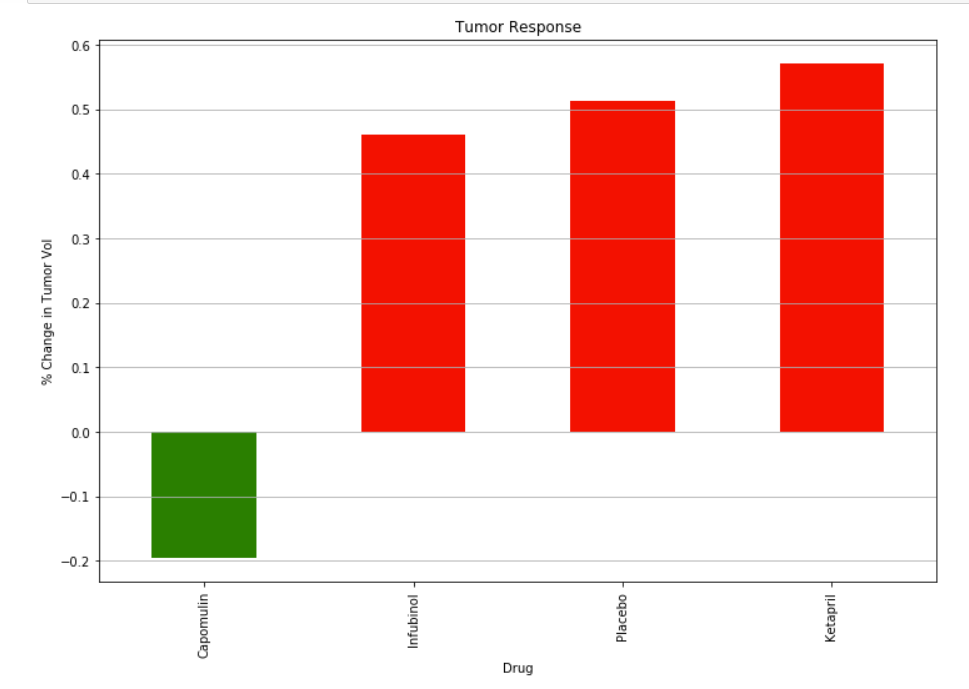 Tumor Response
% Change in Tumor Vol
0.6
0.5
0.4
0.3
0.2
0.1
0.0
−0.1
−0.2
Capomulin
Infubinol
Placebo
Ketapril
Drug